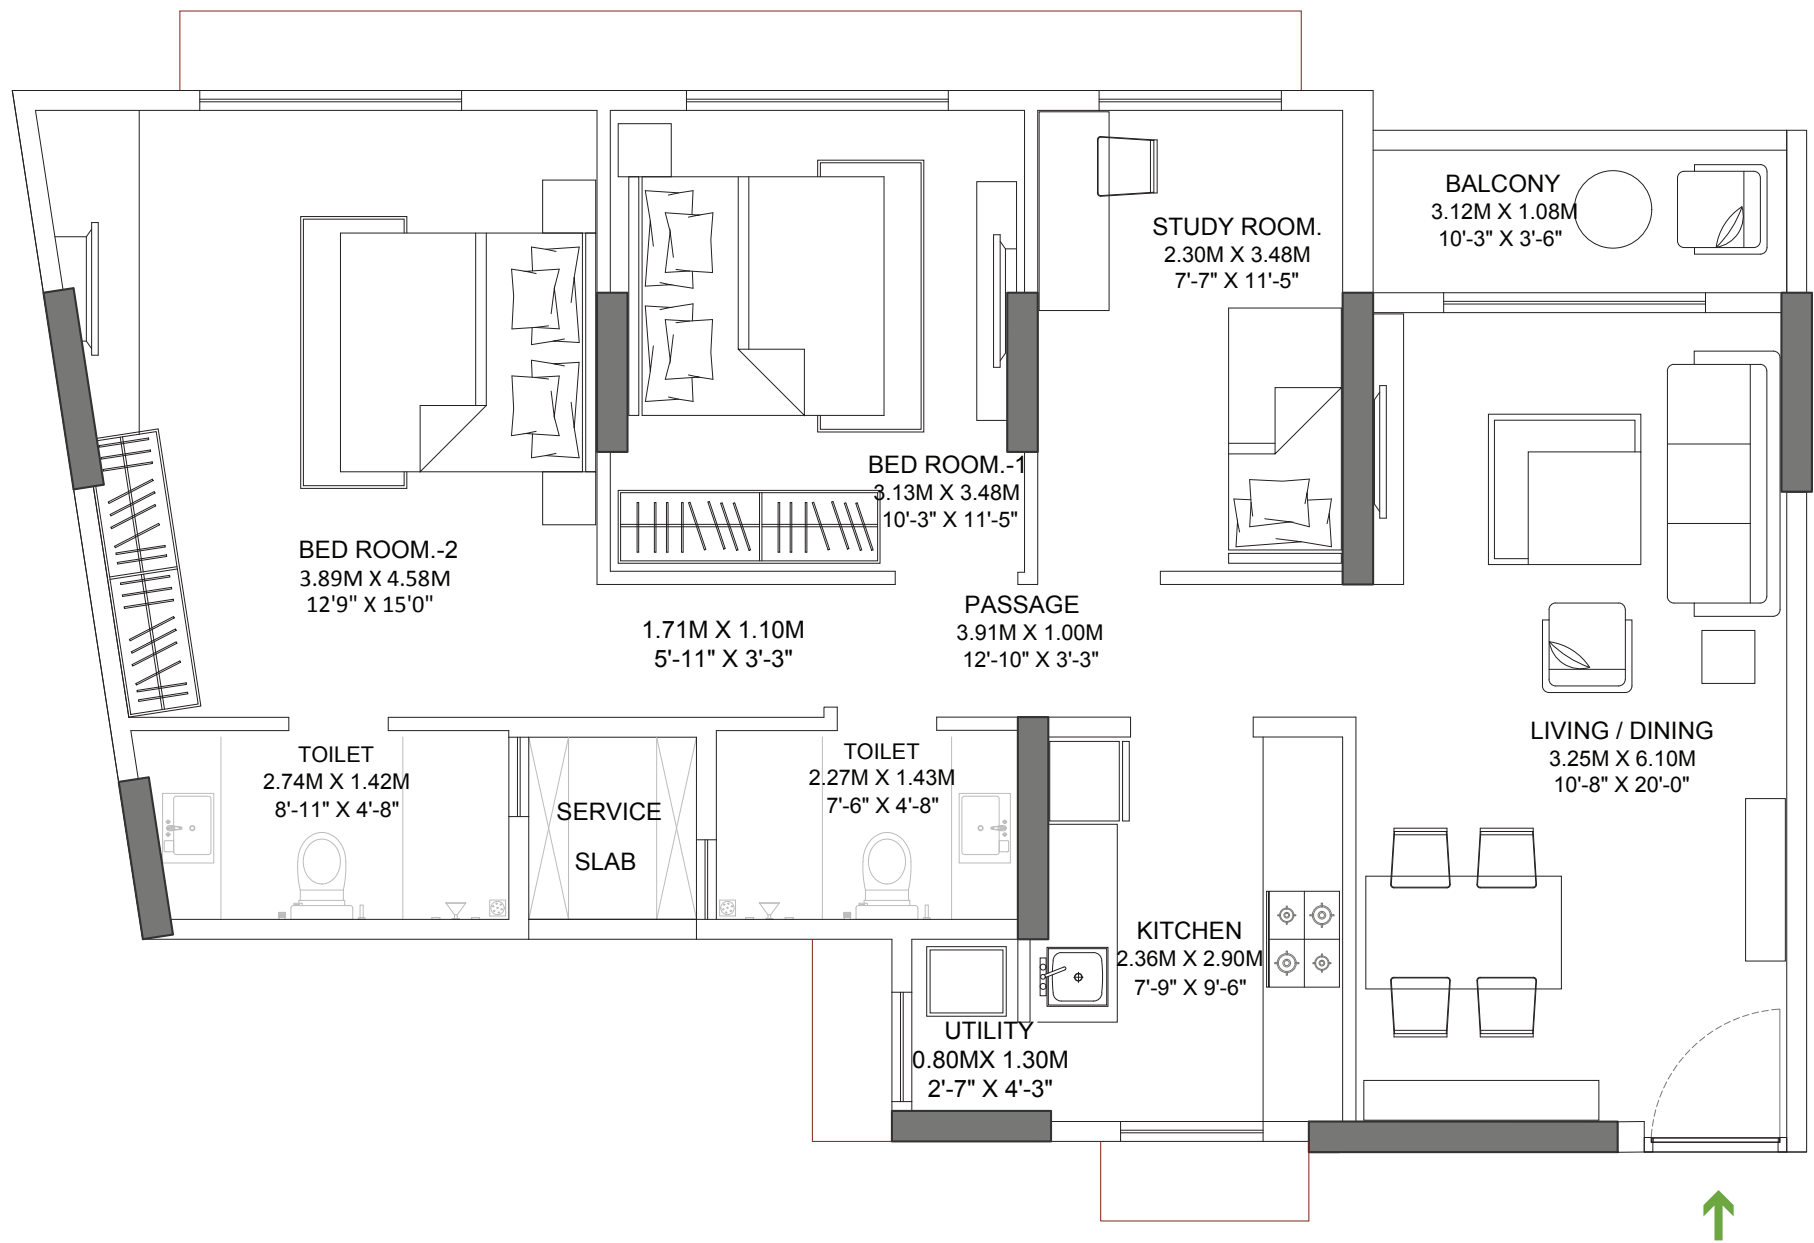 BALCONY
3.12M X 1.08M
10'-3" X 3'-6"
STUDY ROOM.
2.30M X 3.48M
7'-7" X 11'-5"
BED ROOM.-1
3.13M X 3.48M
10'-3" X 11'-5"
BED ROOM.-2
3.89M X 4.58M
12'9" X 15'0"
1.71M X 1.10M
5'-11" X 3'-3"
PASSAGE
3.91M X 1.00M
12'-10" X 3'-3"
LIVING / DINING
3.25M X 6.10M
10'-8" X 20'-0"
TOILET
2.74M X 1.42M
8'-11" X 4'-8"
SERVICE
SLAB
TOILET
2.27M X 1.43M
7'-6" X 4'-8"
KITCHEN
2.36M X 2.90M
7'-9" X 9'-6"
UTILITY
0.80MX 1.30M
2'-7" X 4'-3"